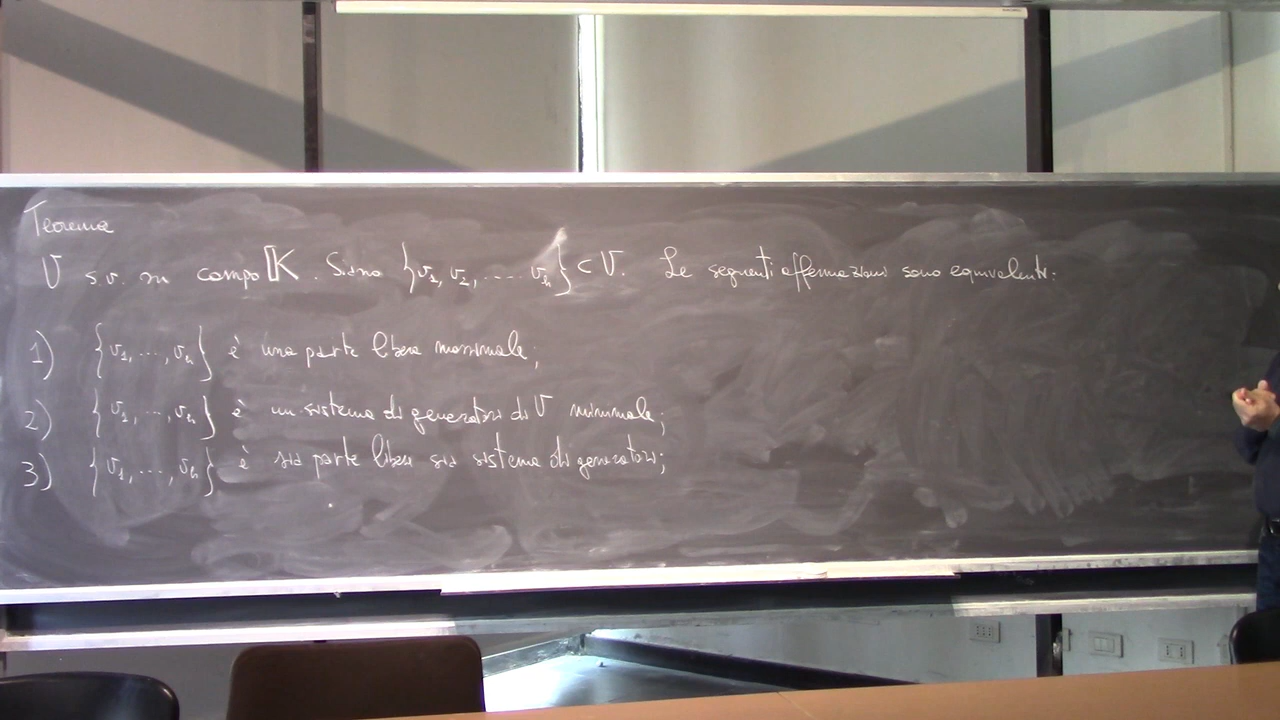 Teorema
V s.v. su campo 𝕂. Siano {v₁, v₂, ..... vₙ} ⊂ V. Le seguenti affermazioni sono equivalenti:
1) {v₁, ..., vₙ} è una parte libera massimale;
2) {v₁, ..., vₙ} è un sistema di generatori di V minimale;
3) {v₁, ..., vₙ} è sia parte libera sia sistema di generatori;